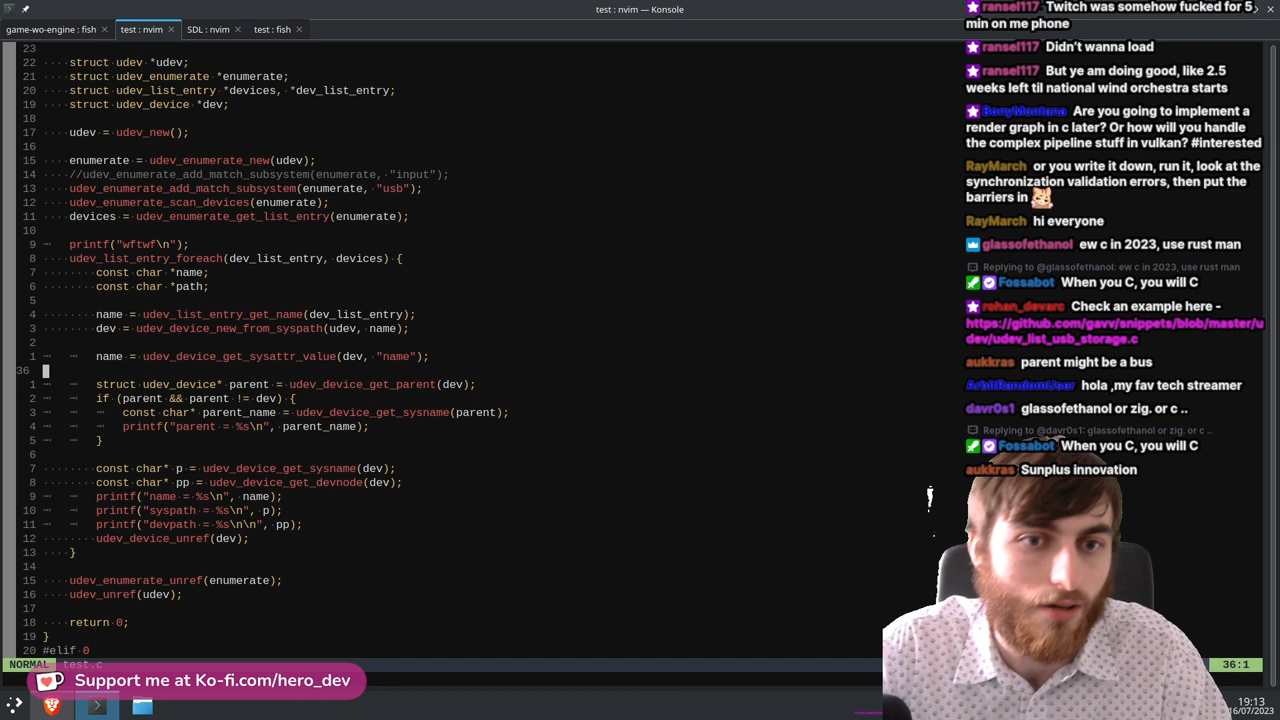 test : nvim — Konsole
game-wo-engine : fish
test : nvim
SDL : nvim
test : fish
23
22 struct udev *udev;
21 struct udev_enumerate *enumerate;
20 struct udev_list_entry *devices, *dev_list_entry;
19 struct udev_device *dev;
18
17 udev = udev_new();
16
15 enumerate = udev_enumerate_new(udev);
14 //udev_enumerate_add_match_subsystem(enumerate, "input");
13 udev_enumerate_add_match_subsystem(enumerate, "usb");
12 udev_enumerate_scan_devices(enumerate);
11 devices = udev_enumerate_get_list_entry(enumerate);
10
9 printf("wftwf\n");
8 udev_list_entry_foreach(dev_list_entry, devices) {
7 const char *name;
6 const char *path;
5
4 name = udev_list_entry_get_name(dev_list_entry);
3 dev = udev_device_new_from_syspath(udev, name);
2
1 name = udev_device_get_sysattr_value(dev, "name");
36
1 struct udev_device* parent = udev_device_get_parent(dev);
2 if (parent && parent != dev) {
3 const char* parent_name = udev_device_get_sysname(parent);
4 printf("parent = %s\n", parent_name);
5 }
6
7 const char* p = udev_device_get_sysname(dev);
8 const char* pp = udev_device_get_devnode(dev);
9 printf("name = %s\n", name);
10 printf("syspath = %s\n", p);
11 printf("devpath = %s\n\n", pp);
12 udev_device_unref(dev);
13 }
14
15 udev_enumerate_unref(enumerate);
16 udev_unref(udev);
17
18 return 0;
19 }
20 #elif 0
NORMAL test.c 36:1
Support me at Ko-fi.com/hero_dev
19:13
16/07/2023
ransel117 Twitch was somehow fucked for 5
min on me phone
ransel117 Didn't wanna load
ransel117 But ye am doing good, like 2.5
weeks left til national wind orchestra starts
BonyMontana Are you going to implement a
render graph in c later? Or how will you handle
the complex pipeline stuff in vulkan? #interested
RayMarch or you write it down, run it, look at the
synchronization validation errors, then put the
barriers in
RayMarch hi everyone
glassofethanol ew c in 2023, use rust man
Replying to @glassofethanol: ew c in 2023, use rust man
Fossabot When you C, you will C
rohan_devarc Check an example here -
https://github.com/gavv/snippets/blob/master/u
dev/udev_list_usb_storage.c
aukkras parent might be a bus
ArbitRandomUser hola ,my fav tech streamer
davr0s1 glassofethanol or zig. or c ..
Replying to @davr0s1: glassofethanol or zig. or c ..
Fossabot When you C, you will C
aukkras Sunplus innovation